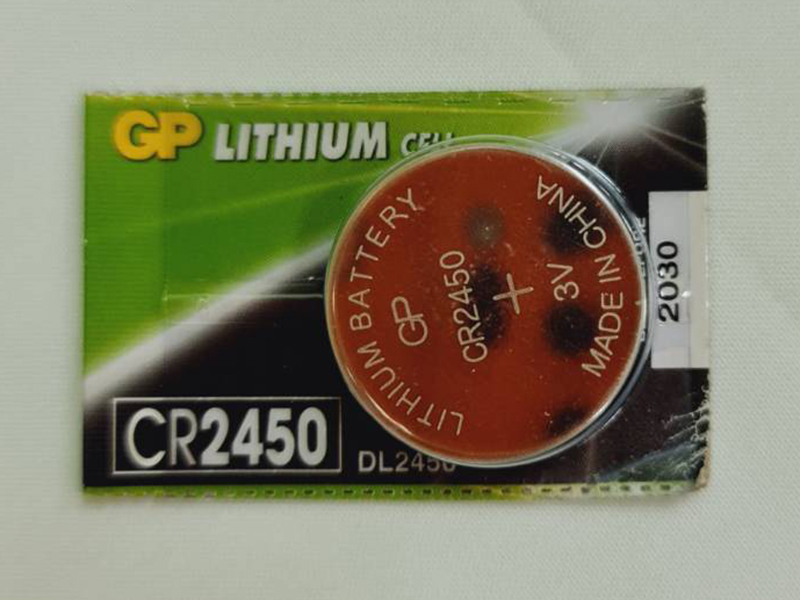 GP LITHIUM CELL
LITHIUM BATTERY
GP
CR2450
+
3V
MADE IN CHINA
2030
CR2450
DL2450